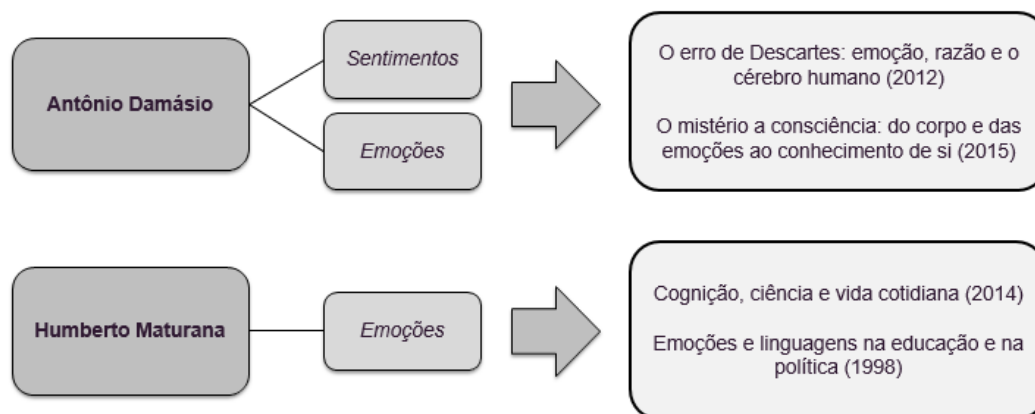 Antônio Damásio
Sentimentos
Emoções
O erro de Descartes: emoção, razão e o
cérebro humano (2012)
O mistério a consciência: do corpo e das
emoções ao conhecimento de si (2015)
Humberto Maturana
Emoções
Cognição, ciência e vida cotidiana (2014)
Emoções e linguagens na educação e na
política (1998)